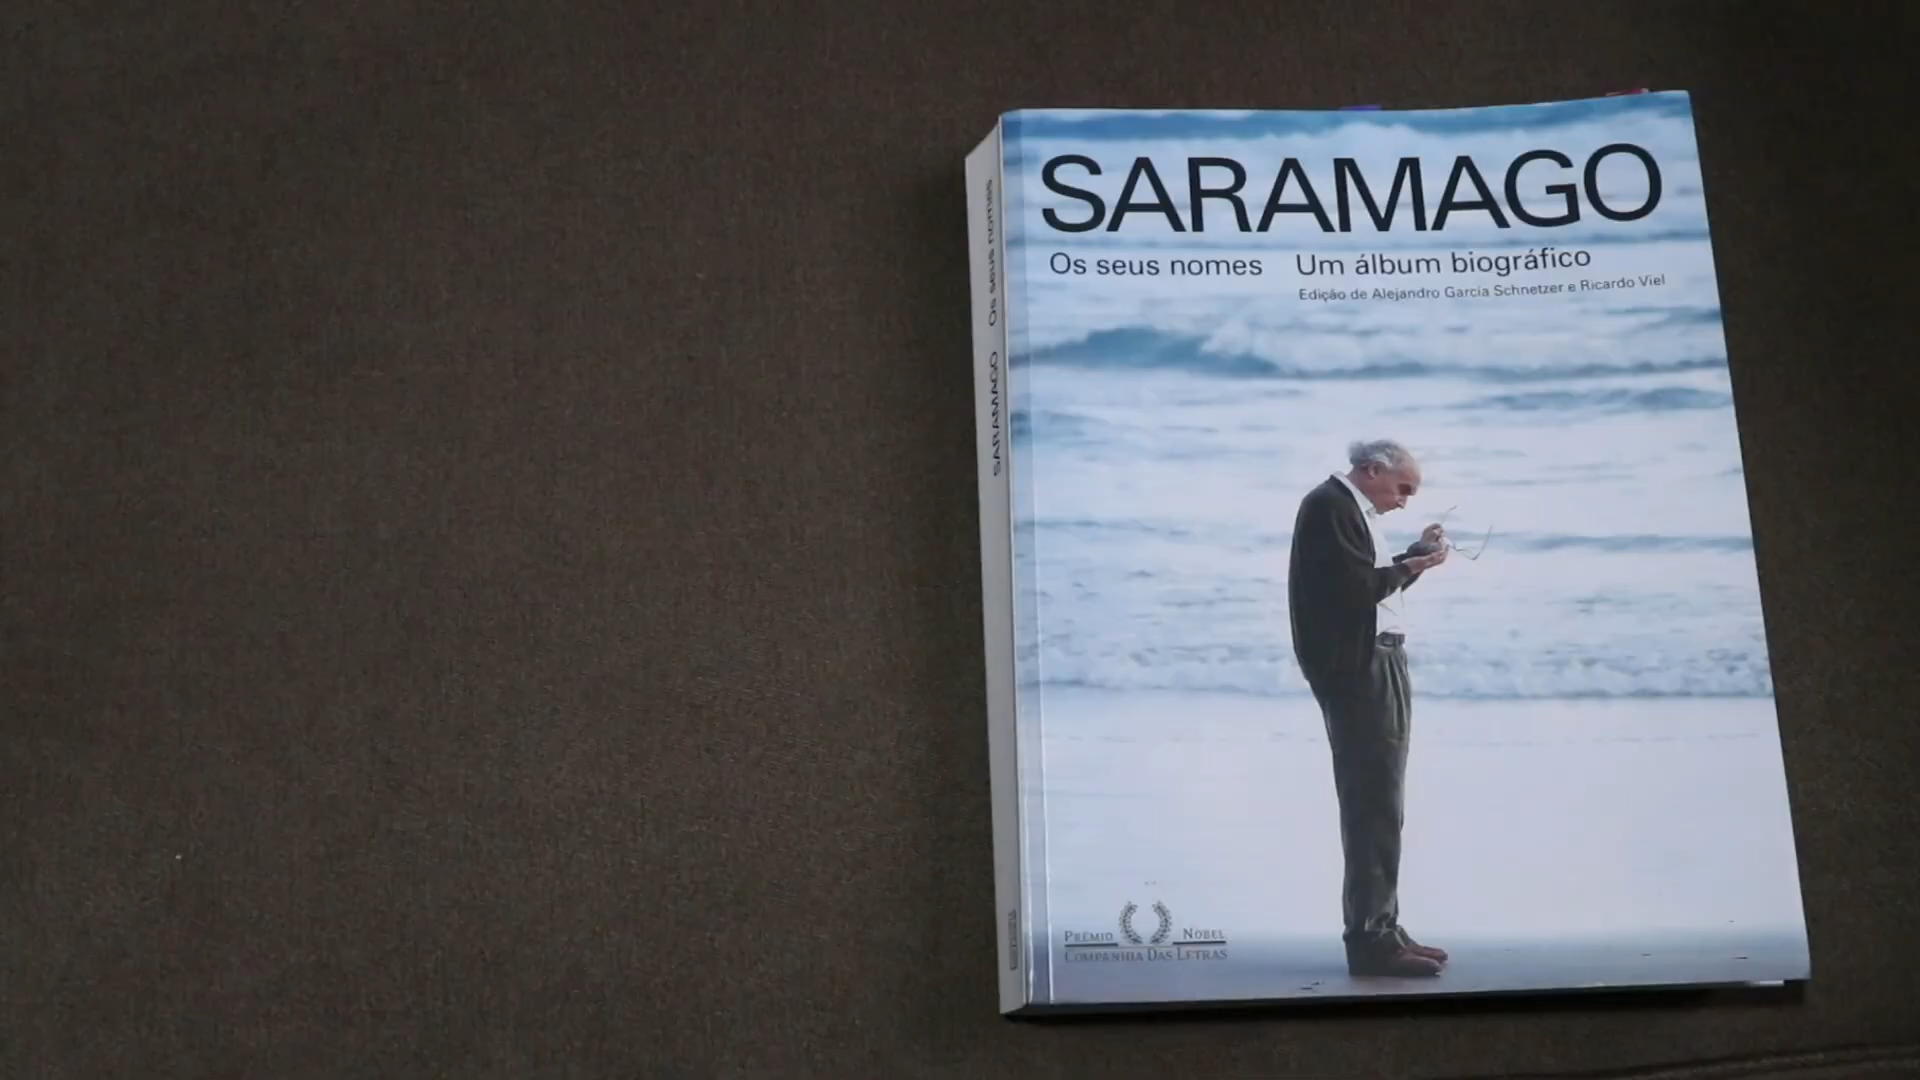 SARAMAGO
Os seus nomes Um álbum biográfico
Edição de Alejandro García Schnetzer e Ricardo Viel
SARAMAGO Os seus nomes
PRÊMIO NOBEL
COMPANHIA DAS LETRAS